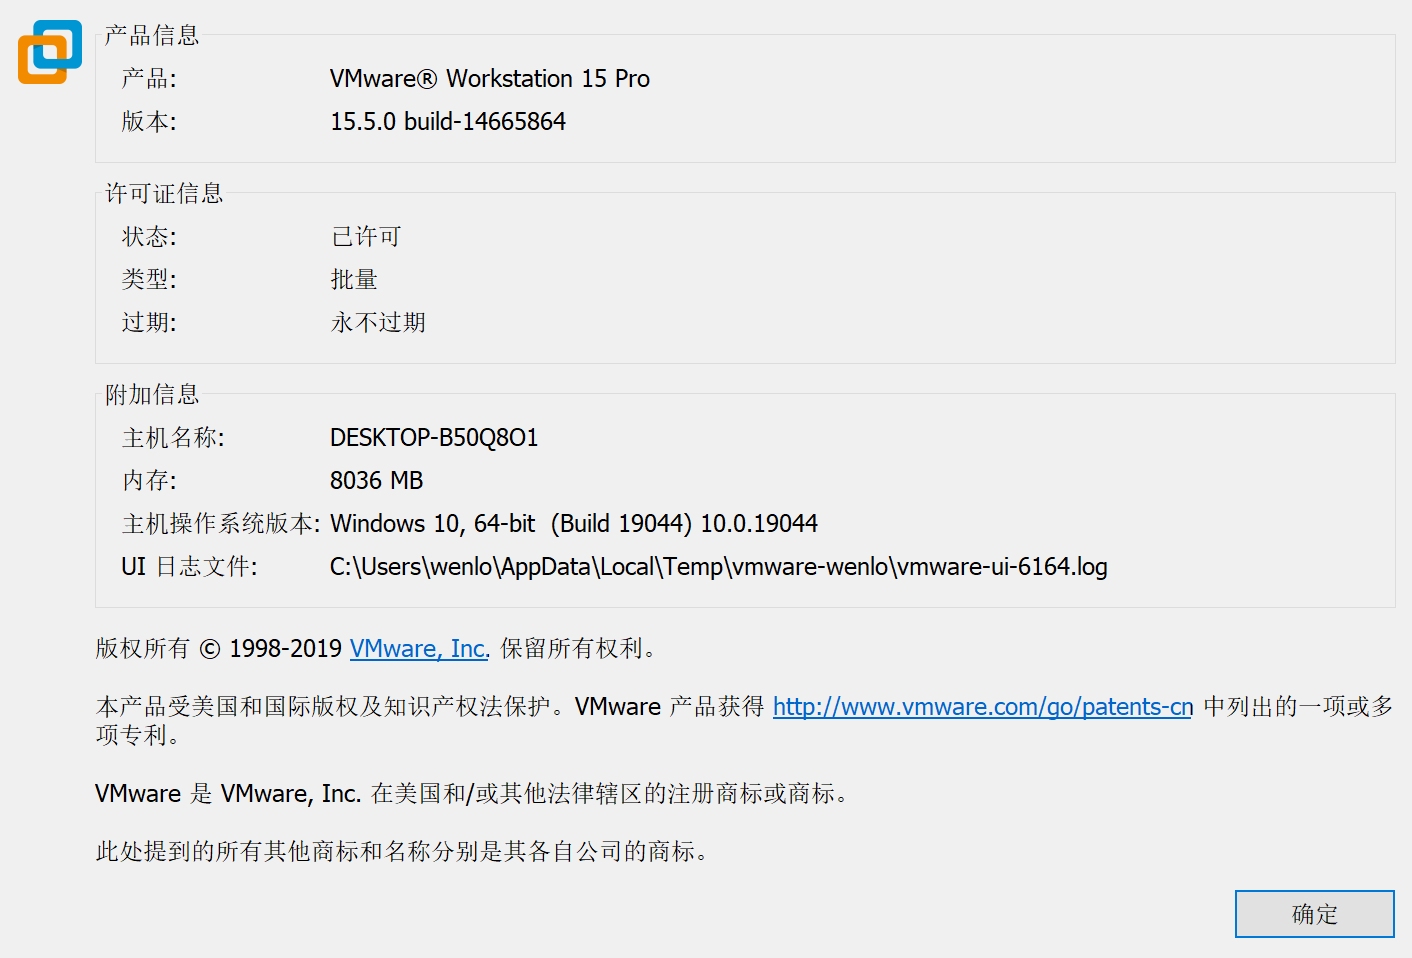 产品信息
产品: VMware® Workstation 15 Pro
版本: 15.5.0 build-14665864
许可证信息
状态: 已许可
类型: 批量
过期: 永不过期
附加信息
主机名称: DESKTOP-B50Q8O1
内存: 8036 MB
主机操作系统版本: Windows 10, 64-bit  (Build 19044) 10.0.19044
UI 日志文件: C:\Users\wenlo\AppData\Local\Temp\vmware-wenlo\vmware-ui-6164.log
版权所有 © 1998-2019 VMware, Inc. 保留所有权利。
本产品受美国和国际版权及知识产权法保护。VMware 产品获得 http://www.vmware.com/go/patents-cn 中列出的一项或多
项专利。
VMware 是 VMware, Inc. 在美国和/或其他法律辖区的注册商标或商标。
此处提到的所有其他商标和名称分别是其各自公司的商标。
确定